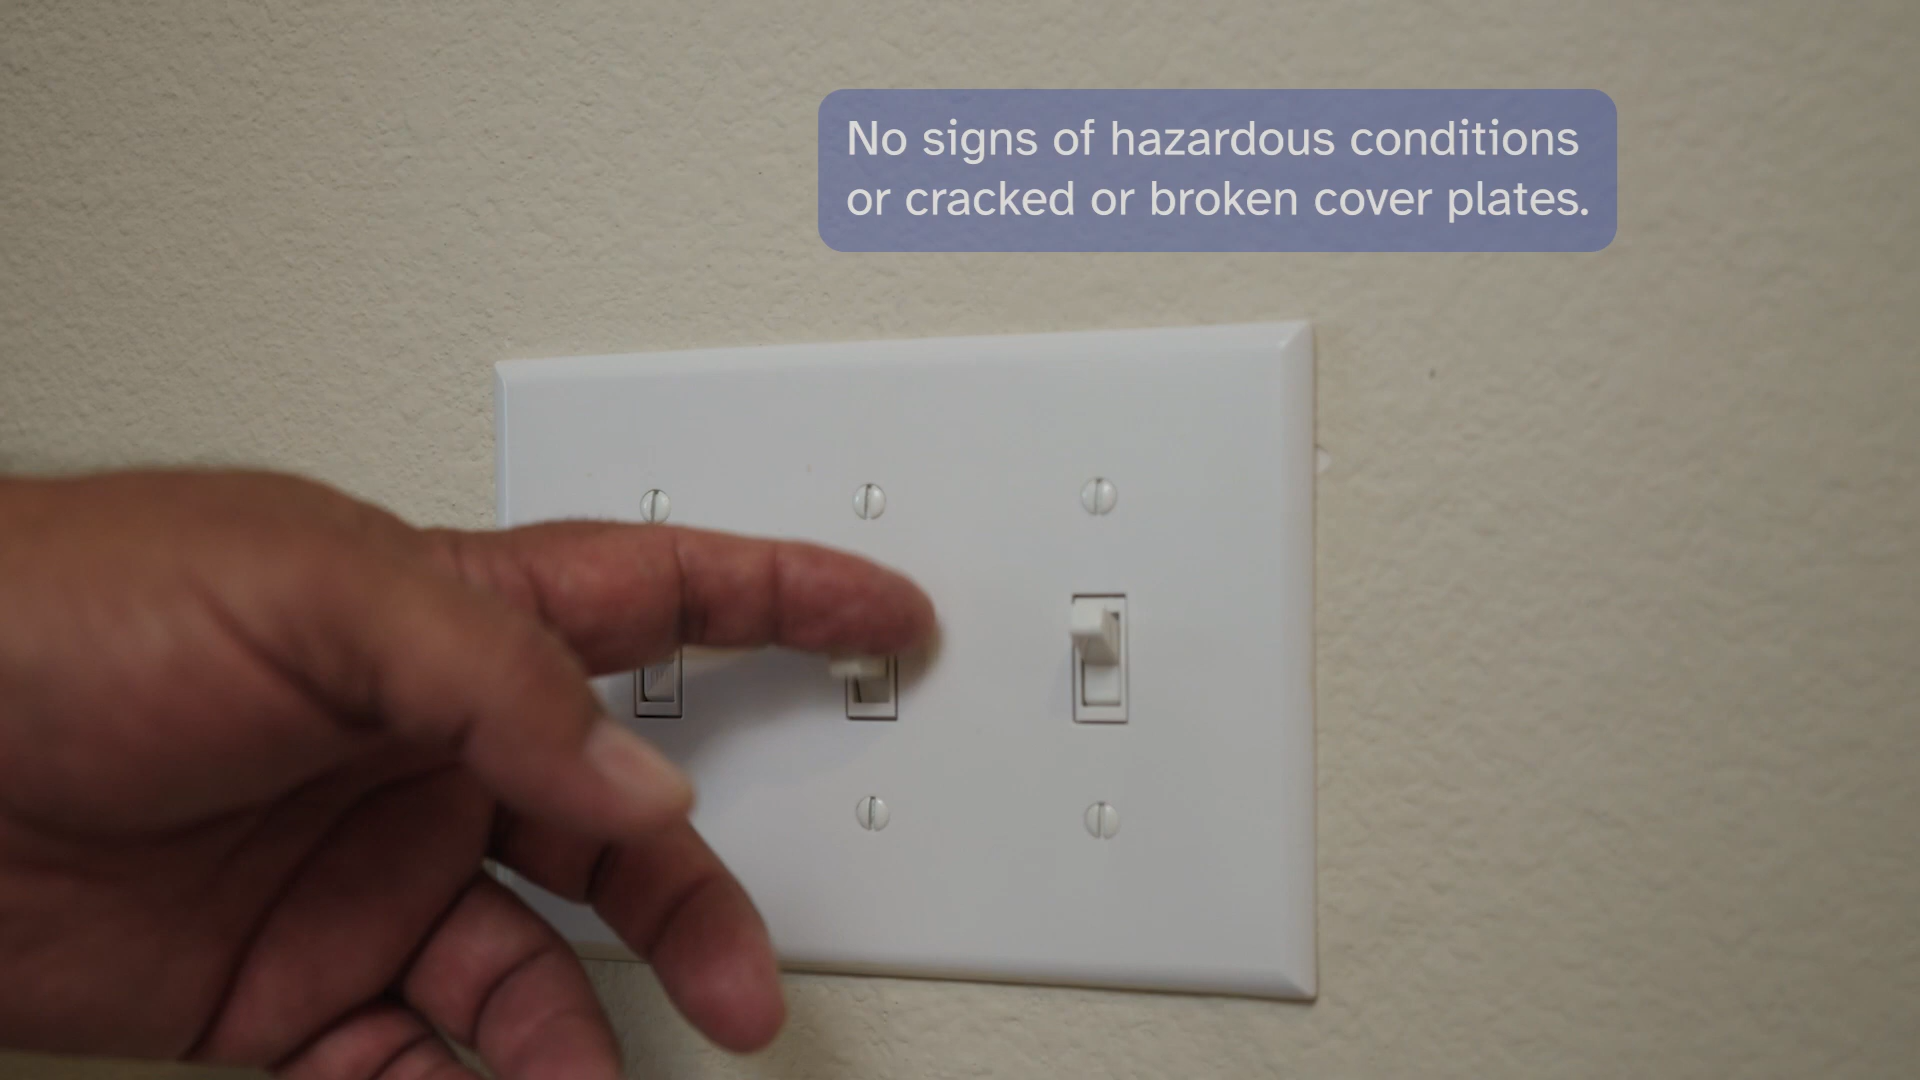 No signs of hazardous conditions
or cracked or broken cover plates.